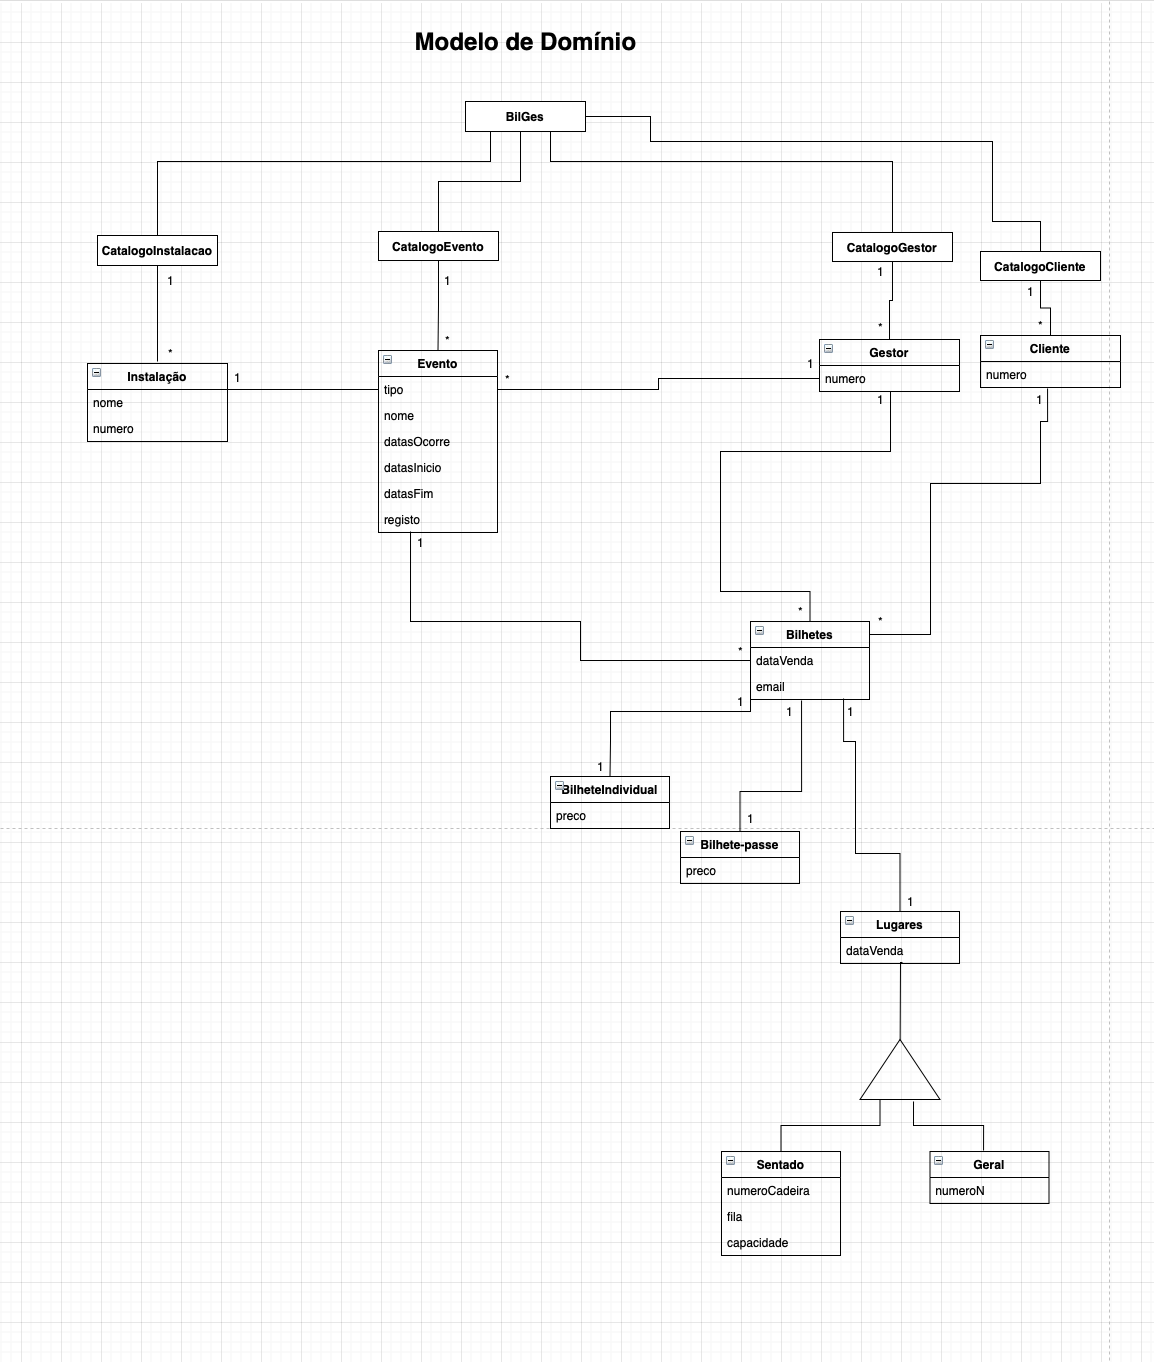 Modelo de Domínio
BilGes
CatalogoInstalacao
CatalogoEvento
CatalogoGestor
CatalogoCliente
1
1
1
1
*
*
*
*
Instalação
nome
numero
1
Evento
tipo
nome
datasOcorre
datasInicio
datasFim
registo
*
1
Gestor
numero
Cliente
numero
1
1
1
*
*
*
Bilhetes
dataVenda
email
1
1
1
1
BilheteIndividual
preco
1
Bilhete-passe
preco
1
Lugares
dataVenda
Sentado
numeroCadeira
fila
capacidade
Geral
numeroN